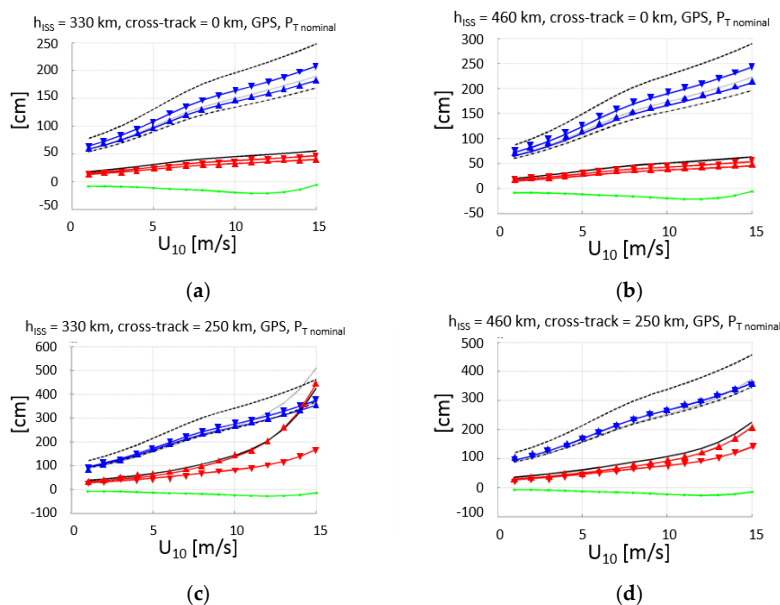 h_ISS = 330 km, cross-track = 0 km, GPS, P_T nominal
250
200
150
100
50
0
-50
[cm]
0 5 10 15
U_10 [m/s]
(a)
h_ISS = 460 km, cross-track = 0 km, GPS, P_T nominal
300
250
200
150
100
50
0
-50
[cm]
0 5 10 15
U_10 [m/s]
(b)
h_ISS = 330 km, cross-track = 250 km, GPS, P_T nominal
600
500
400
300
200
100
0
-100
[cm]
0 5 10 15
U_10 [m/s]
(c)
h_ISS = 460 km, cross-track = 250 km, GPS, P_T nominal
500
400
300
200
100
0
-100
[cm]
0 5 10 15
U_10 [m/s]
(d)